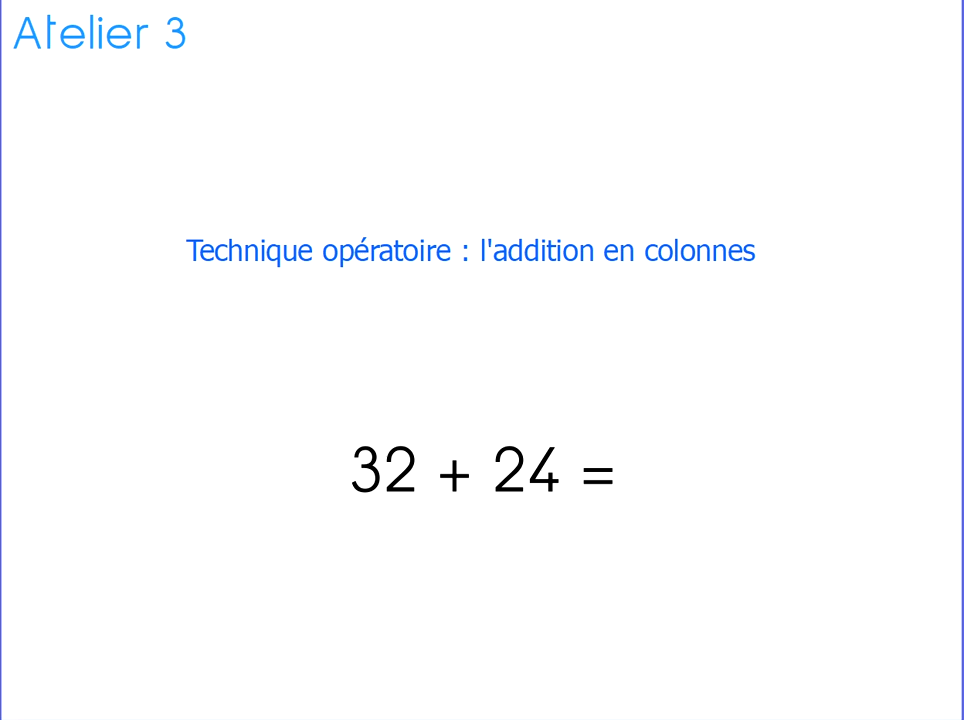 Atelier 3
Technique opératoire : l'addition en colonnes
32 + 24 =